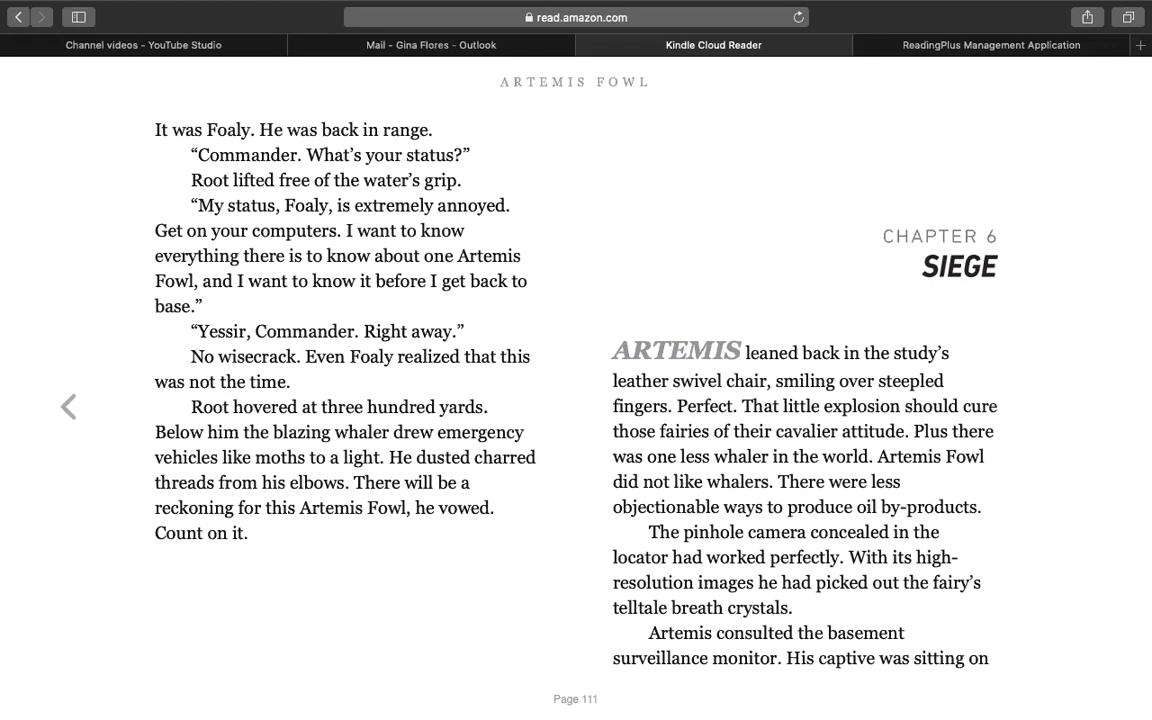 read.amazon.com
Channel videos - YouTube Studio
Mail - Gina Flores - Outlook
Kindle Cloud Reader
ReadingPlus Management Application
ARTEMIS FOWL
It was Foaly. He was back in range.
“Commander. What’s your status?”
Root lifted free of the water’s grip.
“My status, Foaly, is extremely annoyed.
Get on your computers. I want to know
everything there is to know about one Artemis
Fowl, and I want to know it before I get back to
base.”
“Yessir, Commander. Right away.”
No wisecrack. Even Foaly realized that this
was not the time.
Root hovered at three hundred yards.
Below him the blazing whaler drew emergency
vehicles like moths to a light. He dusted charred
threads from his elbows. There will be a
reckoning for this Artemis Fowl, he vowed.
Count on it.
CHAPTER 6
SIEGE
ARTEMIS leaned back in the study’s
leather swivel chair, smiling over steepled
fingers. Perfect. That little explosion should cure
those fairies of their cavalier attitude. Plus there
was one less whaler in the world. Artemis Fowl
did not like whalers. There were less
objectionable ways to produce oil by-products.
The pinhole camera concealed in the
locator had worked perfectly. With its high-
resolution images he had picked out the fairy’s
telltale breath crystals.
Artemis consulted the basement
surveillance monitor. His captive was sitting on
Page 111